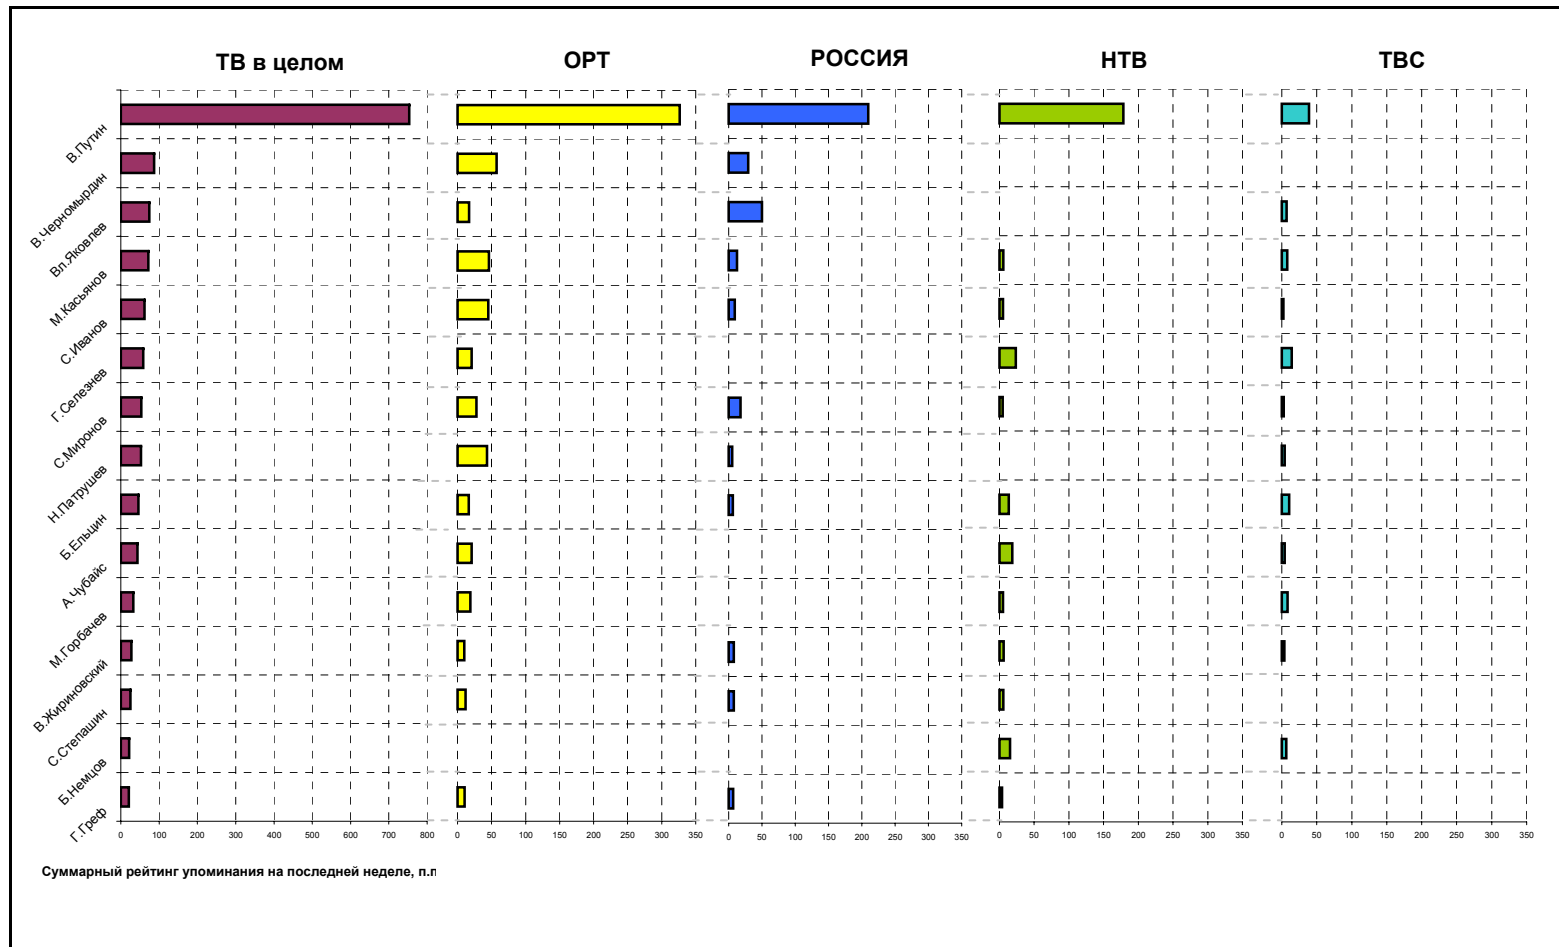 ТВ в целом ОРТ РОССИЯ НТВ ТВС
В.Путин
В.Черномырдин
Вл.Яковлев
М.Касьянов
С.Иванов
Г.Селезнев
С.Миронов
Н.Патрушев
Б.Ельцин
А.Чубайс
М.Горбачев
В.Жириновский
С.Степашин
Б.Немцов
Г.Греф
0 100 200 300 400 500 600 700 800 0 50 100 150 200 250 300 350 0 50 100 150 200 250 300 350 0 50 100 150 200 250 300 350 0 50 100 150 200 250 300 350
Суммарный рейтинг упоминания на последней неделе, п.п